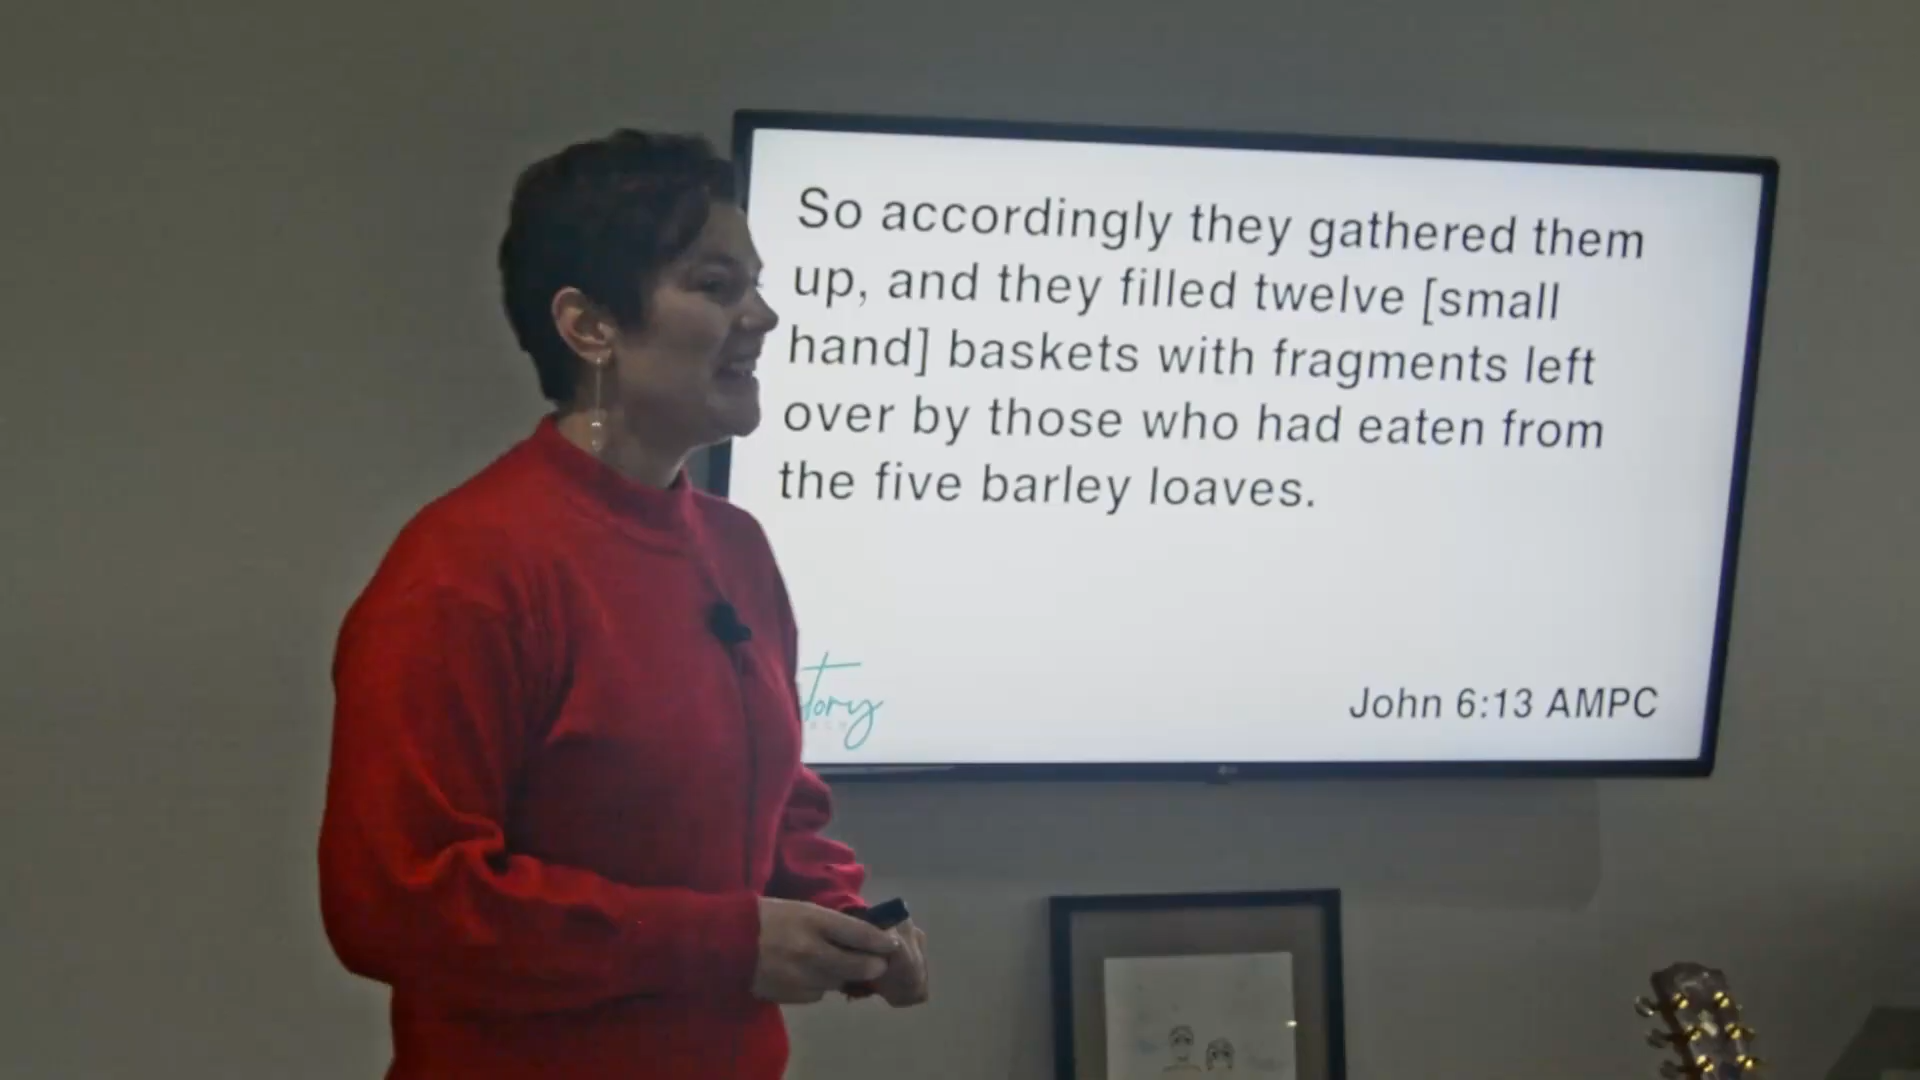 So accordingly they gathered them
up, and they filled twelve [small
hand] baskets with fragments left
over by those who had eaten from
the five barley loaves.
tory
John 6:13 AMPC